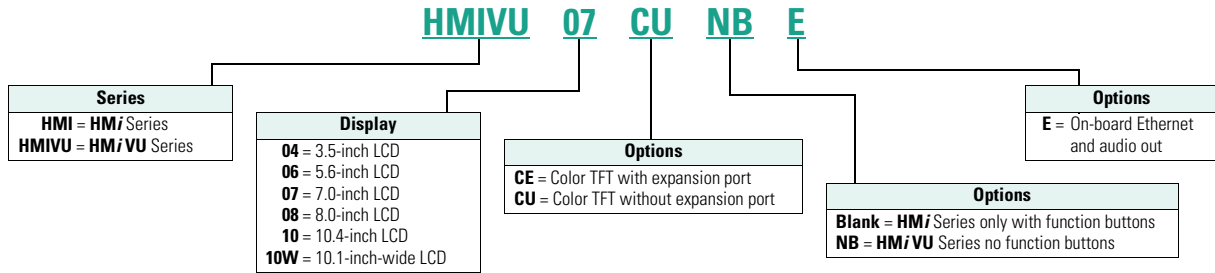 HMIVU 07 CU NB E
Series
HMI = HMi Series
HMIVU = HMi VU Series
Display
04 = 3.5-inch LCD
06 = 5.6-inch LCD
07 = 7.0-inch LCD
08 = 8.0-inch LCD
10 = 10.4-inch LCD
10W = 10.1-inch-wide LCD
Options
CE = Color TFT with expansion port
CU = Color TFT without expansion port
Options
Blank = HMi Series only with function buttons
NB = HMi VU Series no function buttons
Options
E = On-board Ethernet
and audio out